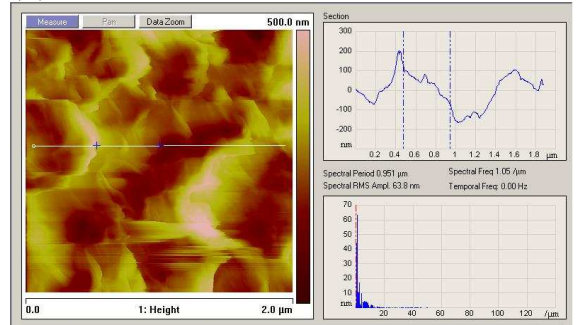 Measure Pan Data Zoom 500.0 nm
0.0 1: Height 2.0 µm
Section
300
200
100
0
-100
-200
nm
0.2 0.4 0.6 0.8 1 1.2 1.4 1.6 1.8 µm
Spectral Period 0.951 µm Spectral Freq 1.05 /µm
Spectral RMS Ampl. 63.8 nm Temporal Freq: 0.00 Hz
70
60
50
40
30
20
10
nm
20 40 60 80 100 120 /µm